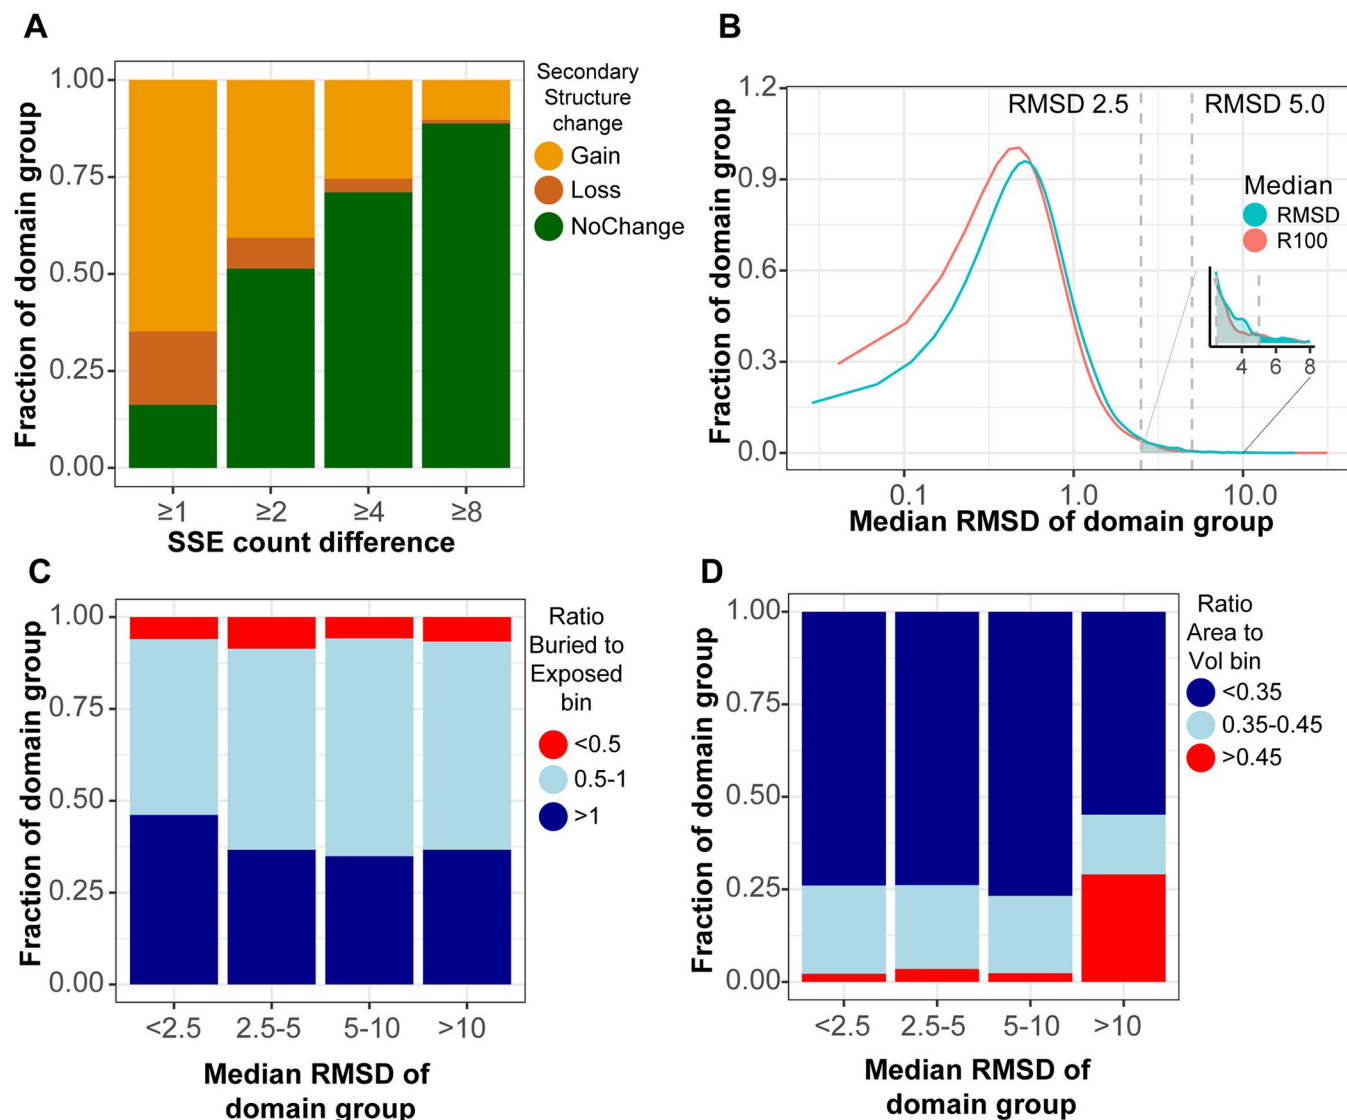 A
Fraction of domain group
1.00
0.75
0.50
0.25
0.00
≥1 ≥2 ≥4 ≥8
SSE count difference
Secondary
Structure
change
Gain
Loss
NoChange
B
Fraction of domain group
1.2
0.9
0.6
0.3
0.0
RMSD 2.5 RMSD 5.0
Median
RMSD
R100
4 6 8
0.1 1.0 10.0
Median RMSD of domain group
C
Fraction of domain group
1.00
0.75
0.50
0.25
0.00
<2.5 2.5-5 5-10 >10
Median RMSD of
domain group
Ratio
Buried to
Exposed
bin
<0.5
0.5-1
>1
D
Fraction of domain group
1.00
0.75
0.50
0.25
0.00
<2.5 2.5-5 5-10 >10
Median RMSD of
domain group
Ratio
Area to
Vol bin
<0.35
0.35-0.45
>0.45